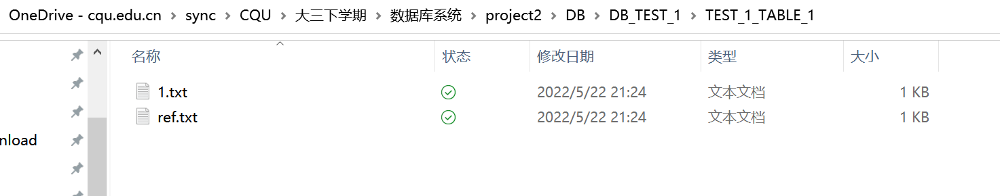 OneDrive - cqu.edu.cn > sync > CQU > 大三下学期 > 数据库系统 > project2 > DB > DB_TEST_1 > TEST_1_TABLE_1
名称 状态 修改日期 类型 大小
1.txt 2022/5/22 21:24 文本文档 1 KB
ref.txt 2022/5/22 21:24 文本文档 1 KB
nload